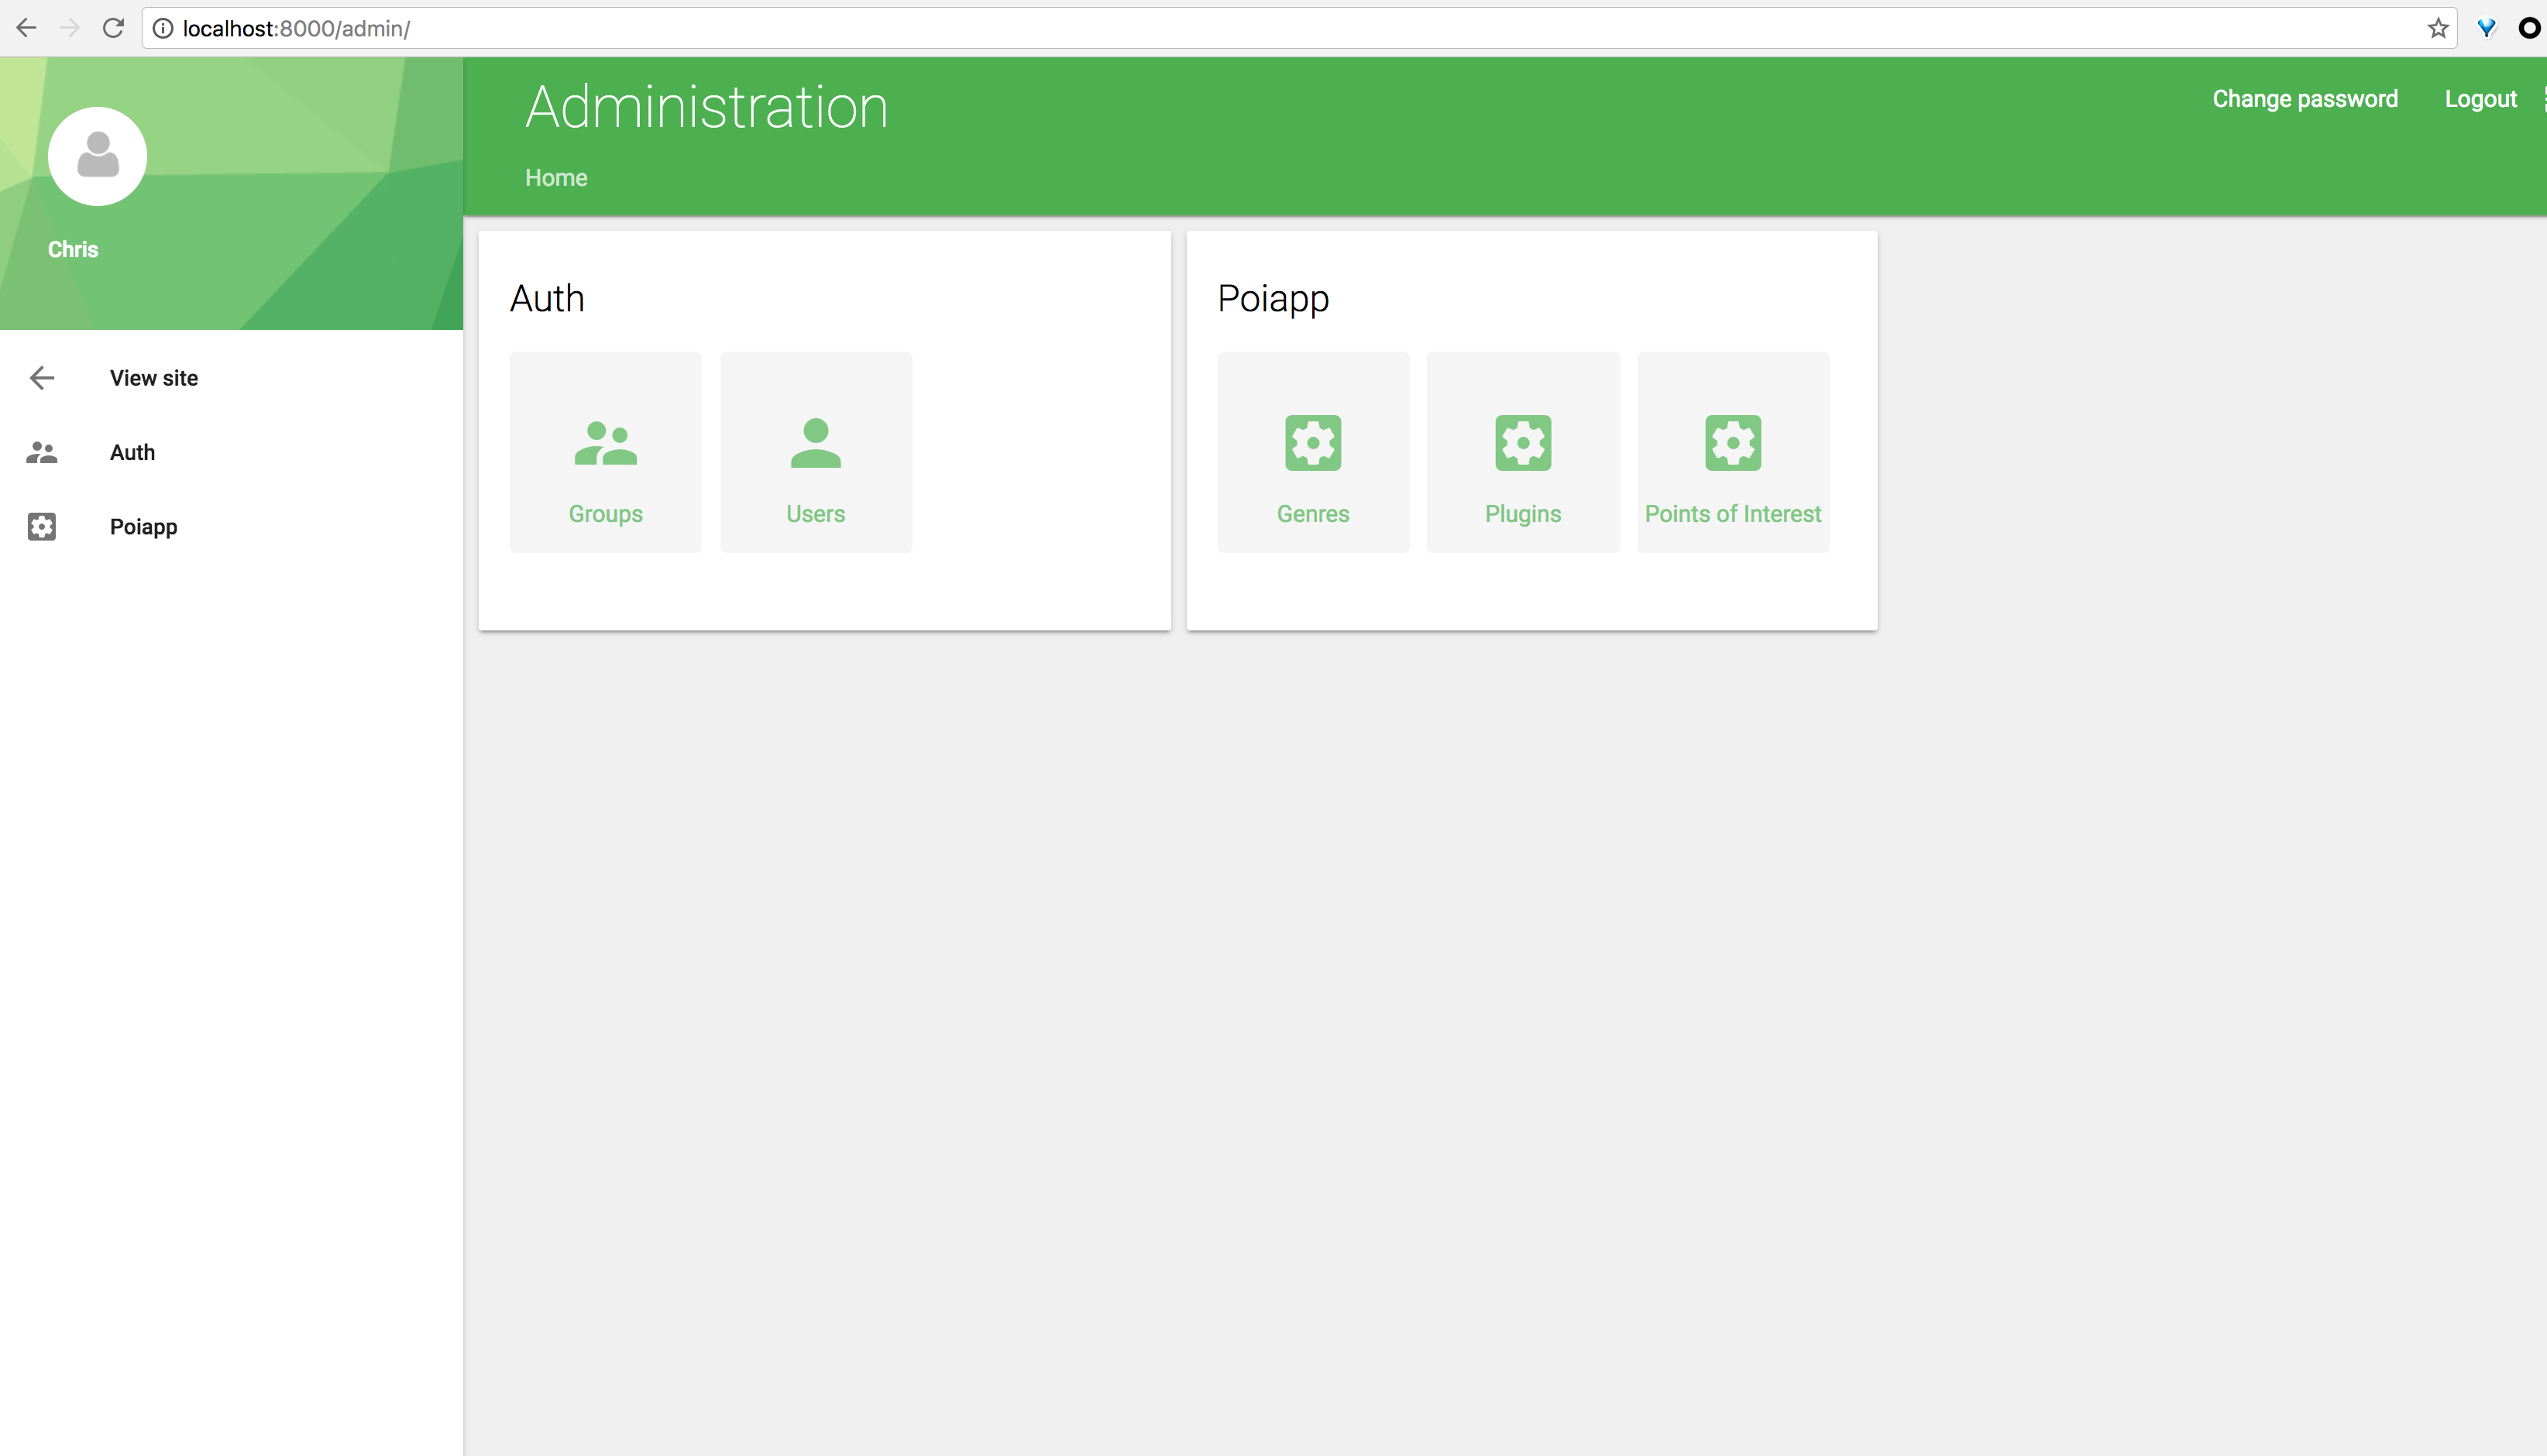 localhost:8000/admin/
Administration
Change password
Logout
Home
Chris
View site
Auth
Poiapp
Auth
Groups
Users
Poiapp
Genres
Plugins
Points of Interest